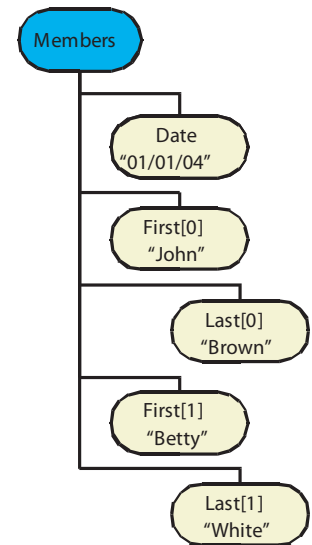 Members
Date
“01/01/04”
First[0]
“John”
Last[0]
“Brown”
First[1]
“Betty”
Last[1]
“White”